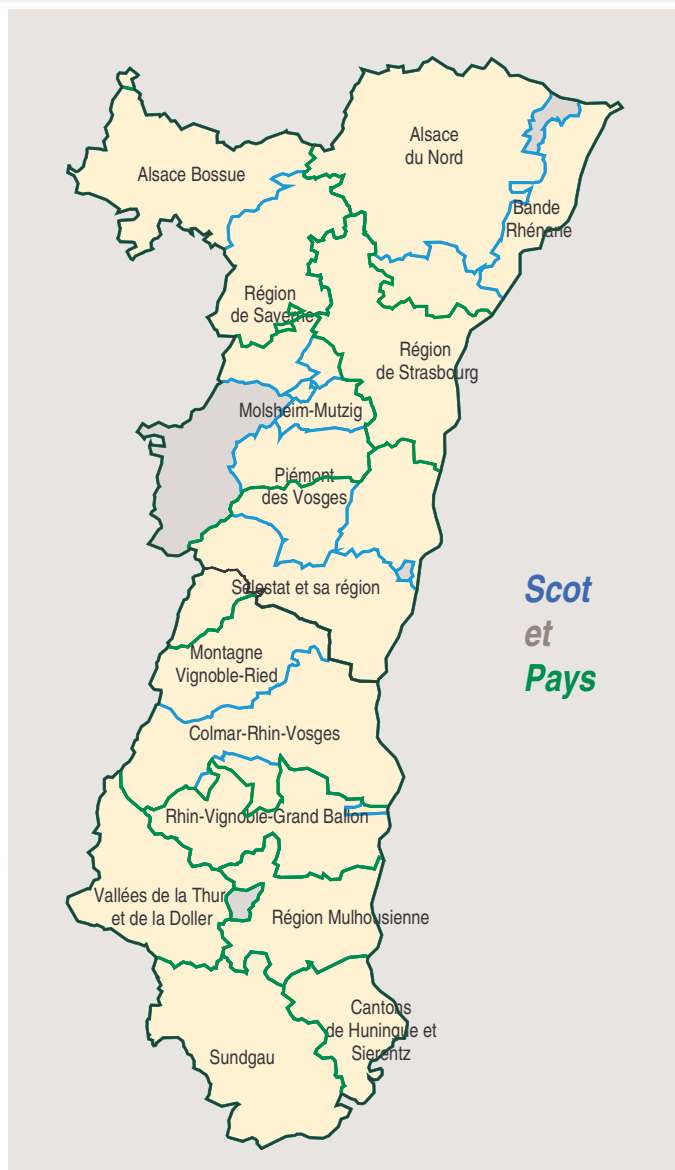 Alsace
du Nord
Alsace Bossue
Bande
Rhénane
Région
de Saverne
Région
de Strasbourg
Molsheim-Mutzig
Piémont
des Vosges
Sélestat et sa région
Scot
et
Pays
Montagne
Vignoble-Ried
Colmar-Rhin-Vosges
Rhin-Vignoble-Grand Ballon
Vallées de la Thur
et de la Doller
Région Mulhousienne
Cantons
de Huningue et
Sierentz
Sundgau